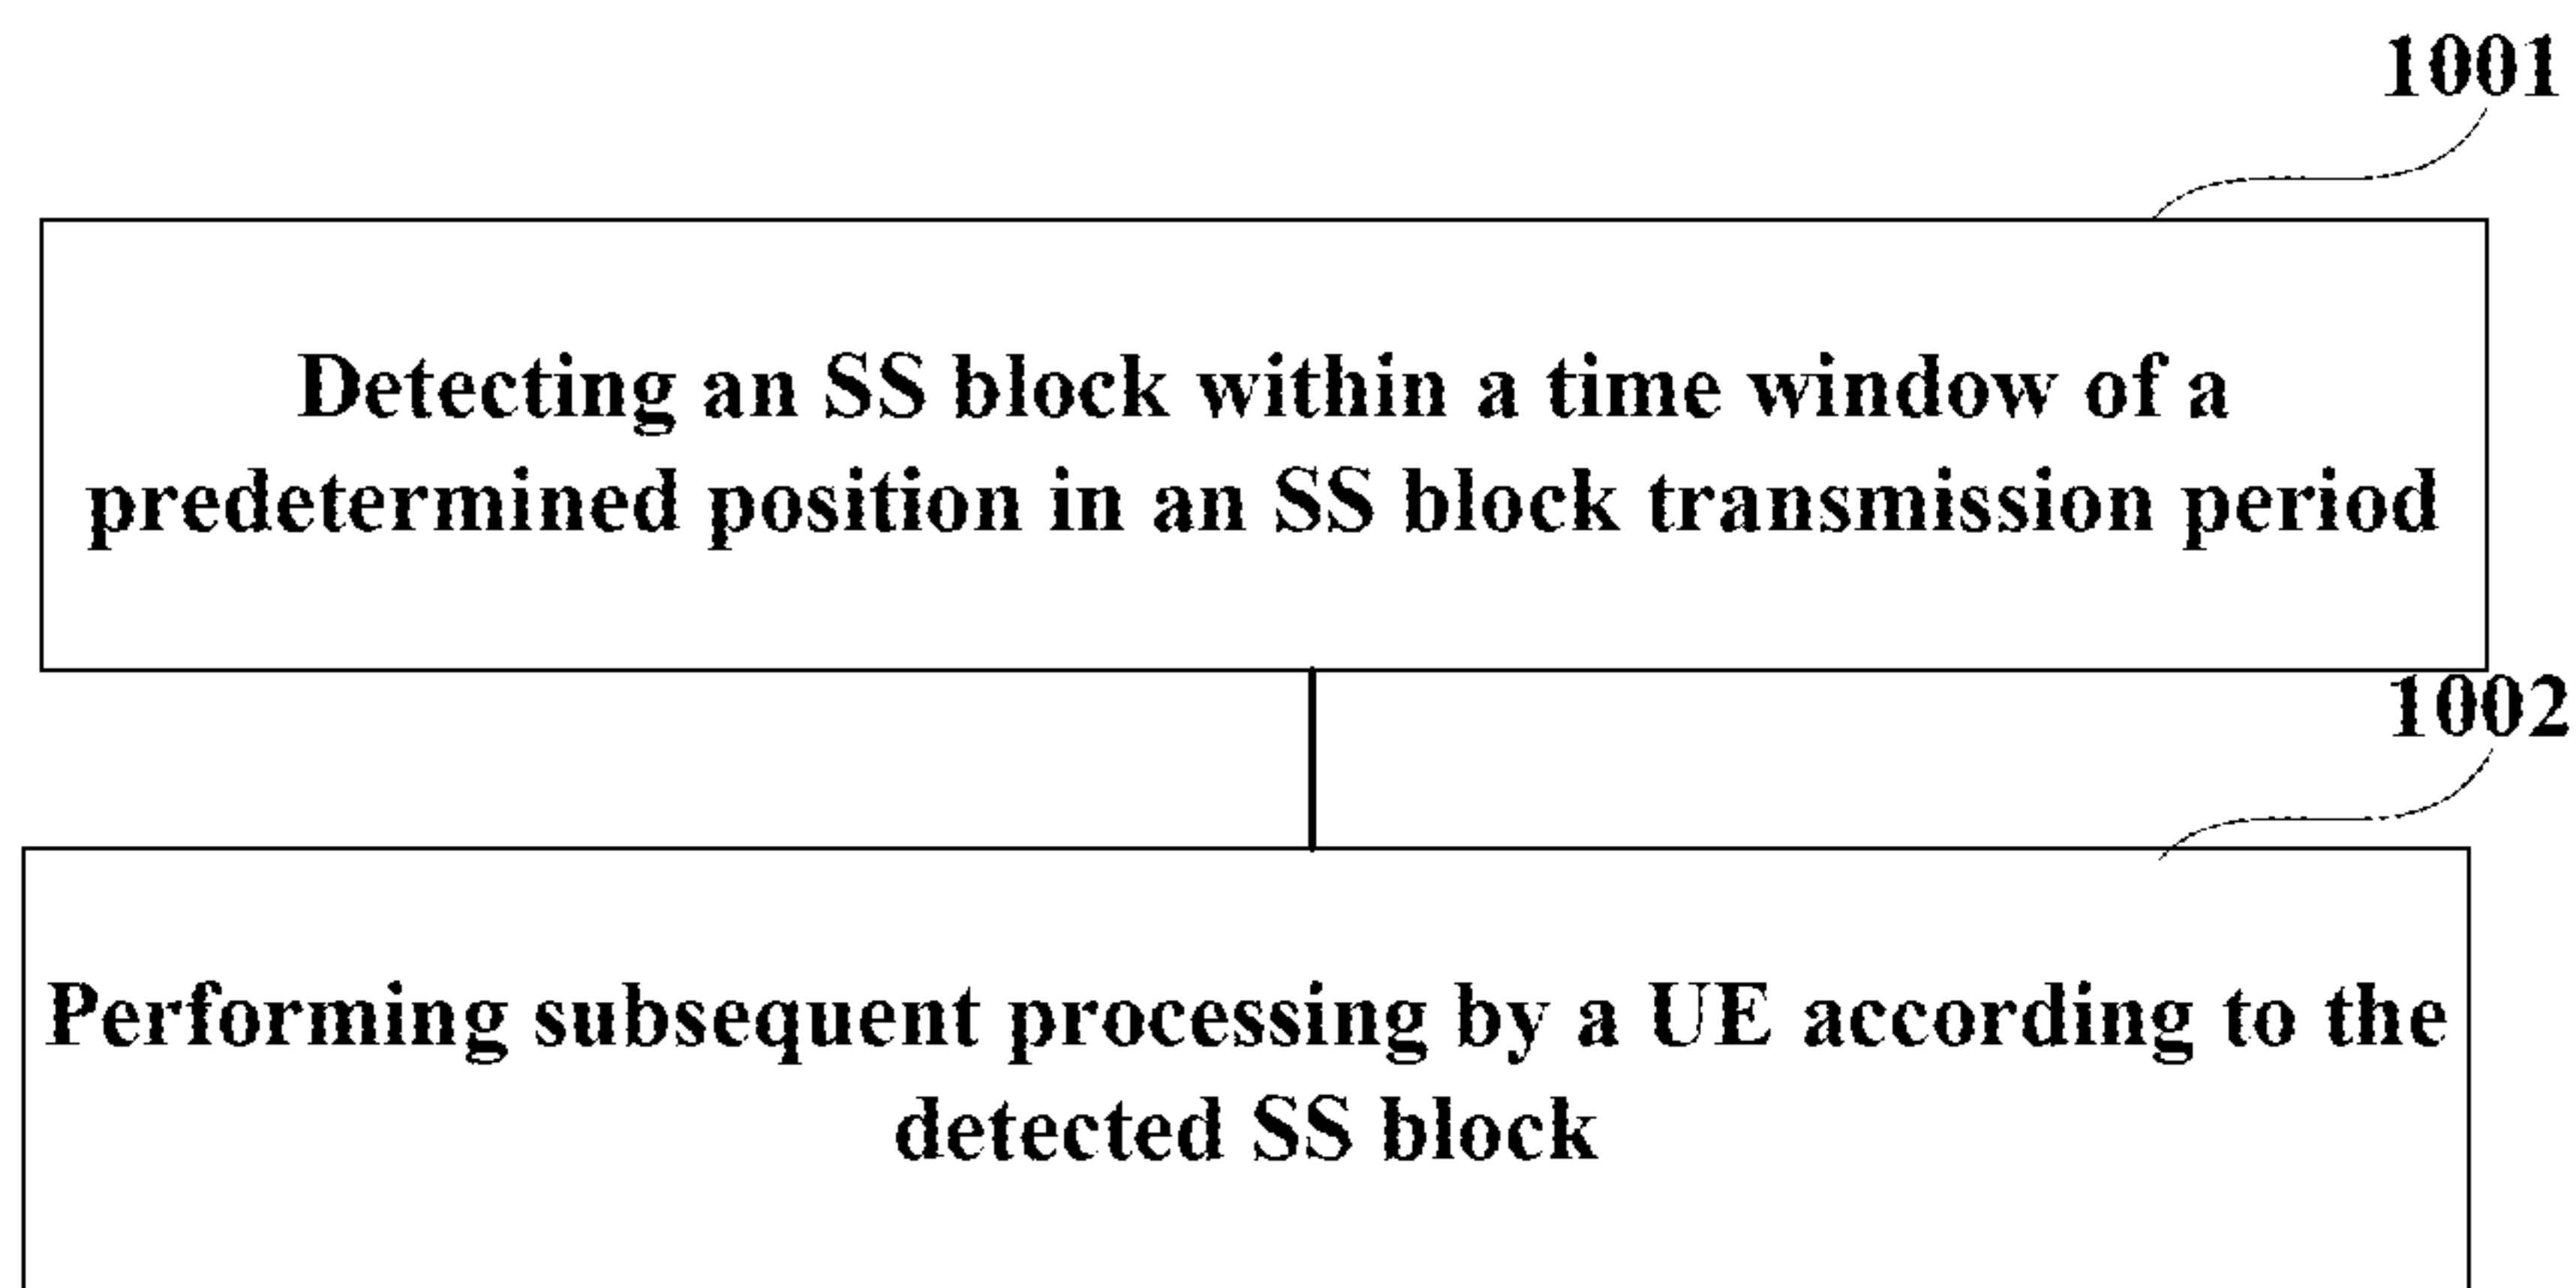 1001
Detecting an SS block within a time window of a
predetermined position in an SS block transmission period
1002
Performing subsequent processing by a UE according to the
detected SS block